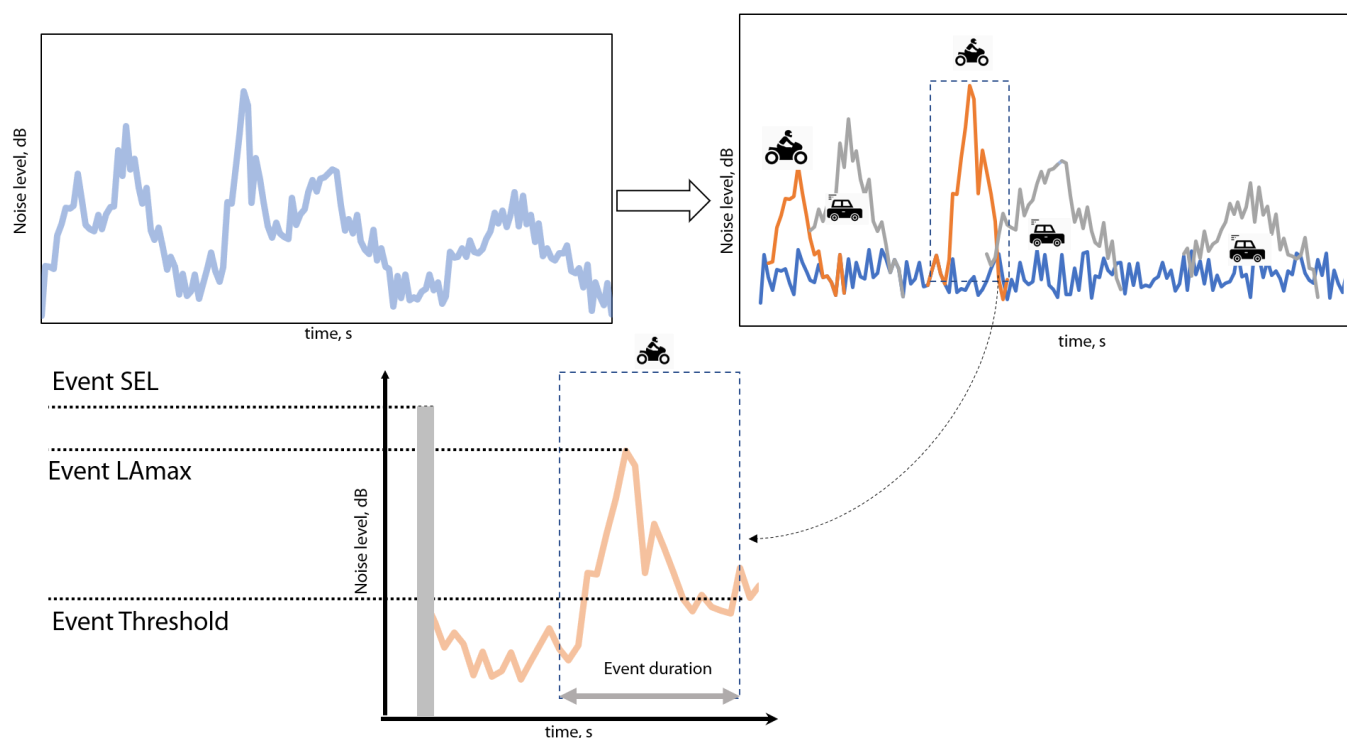 Noise level, dB
time, s
Noise level, dB
time, s
Event SEL
Event LAmax
Event Threshold
Noise level, dB
Event duration
time, s